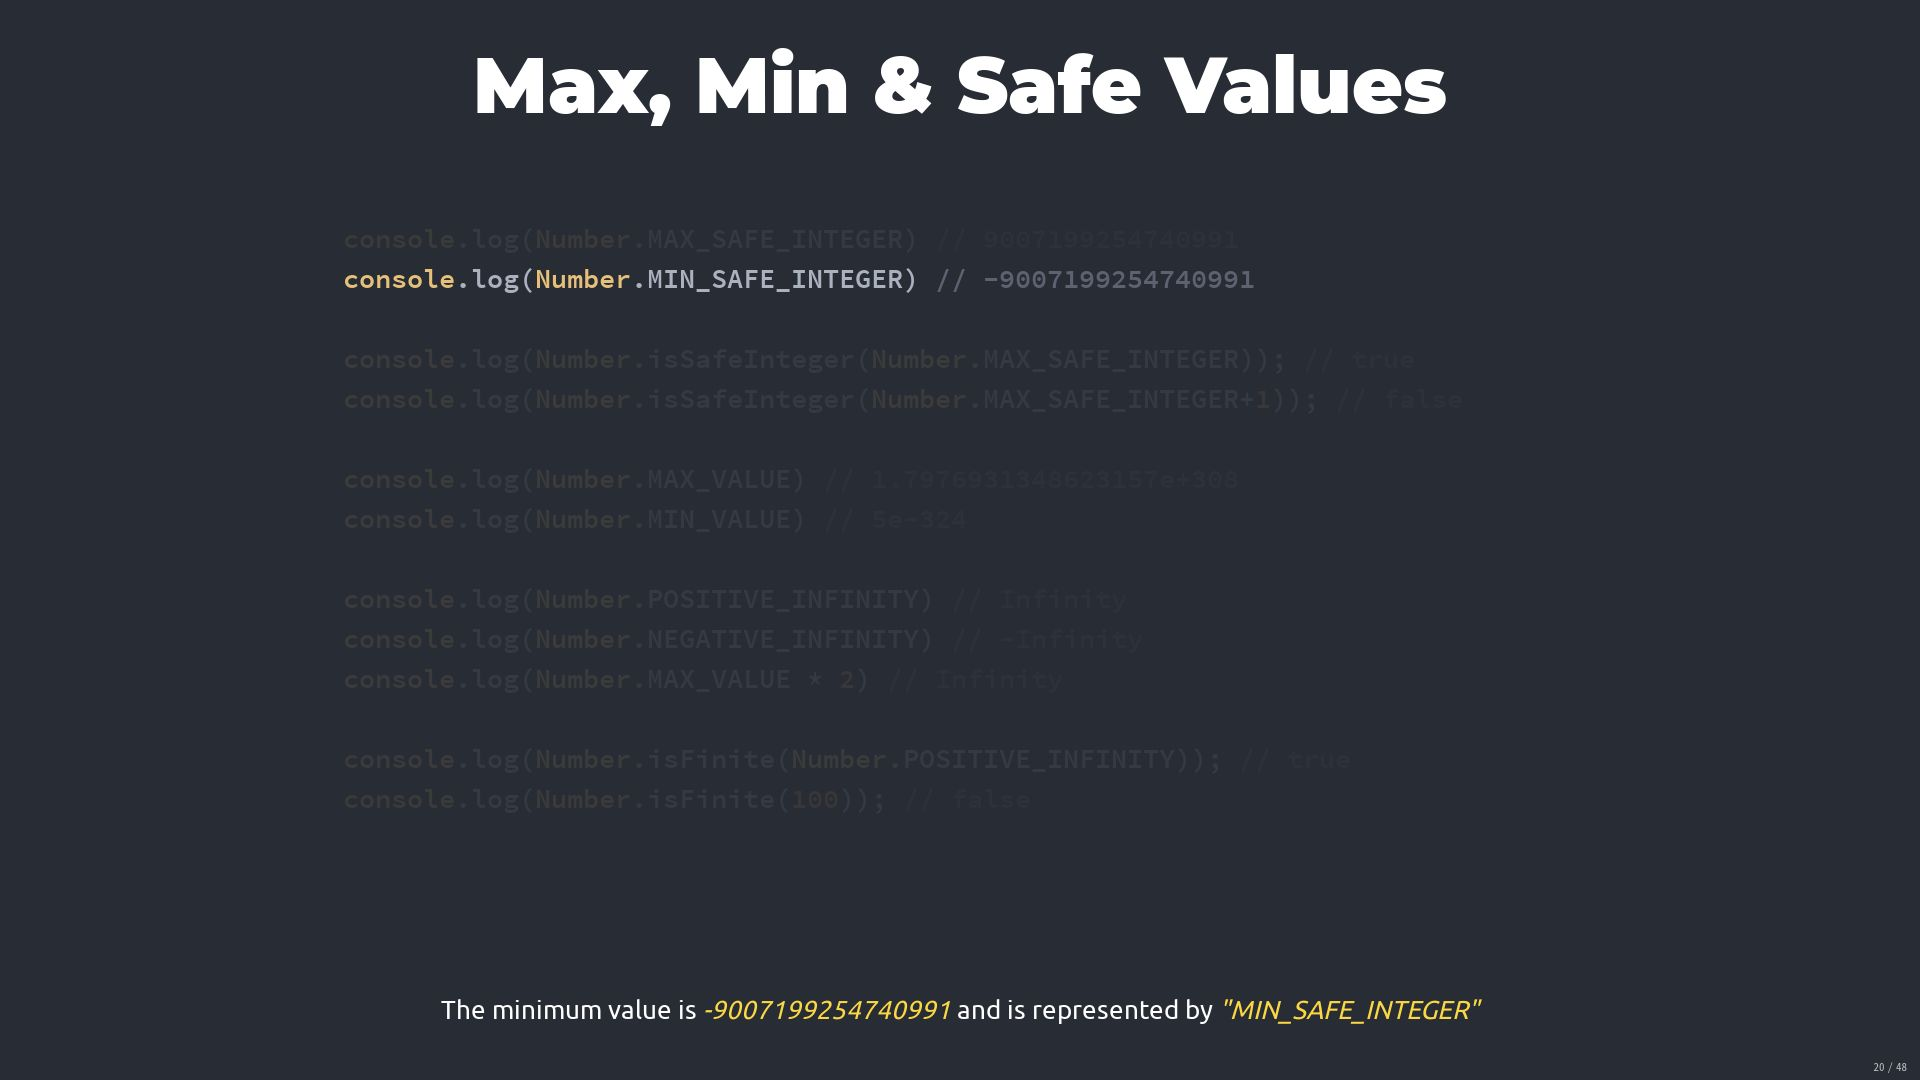 Max, Min & Safe Values
console.log(Number.MAX_SAFE_INTEGER) // 9007199254740991
console.log(Number.MIN_SAFE_INTEGER) // -9007199254740991
console.log(Number.isSafeInteger(Number.MAX_SAFE_INTEGER)); // true
console.log(Number.isSafeInteger(Number.MAX_SAFE_INTEGER+1)); // false
console.log(Number.MAX_VALUE) // 1.7976931348623157e+308
console.log(Number.MIN_VALUE) // 5e-324
console.log(Number.POSITIVE_INFINITY) // Infinity
console.log(Number.NEGATIVE_INFINITY) // -Infinity
console.log(Number.MAX_VALUE * 2) // Infinity
console.log(Number.isFinite(Number.POSITIVE_INFINITY)); // true
console.log(Number.isFinite(100)); // false
The minimum value is -9007199254740991 and is represented by "MIN_SAFE_INTEGER"
20 / 48